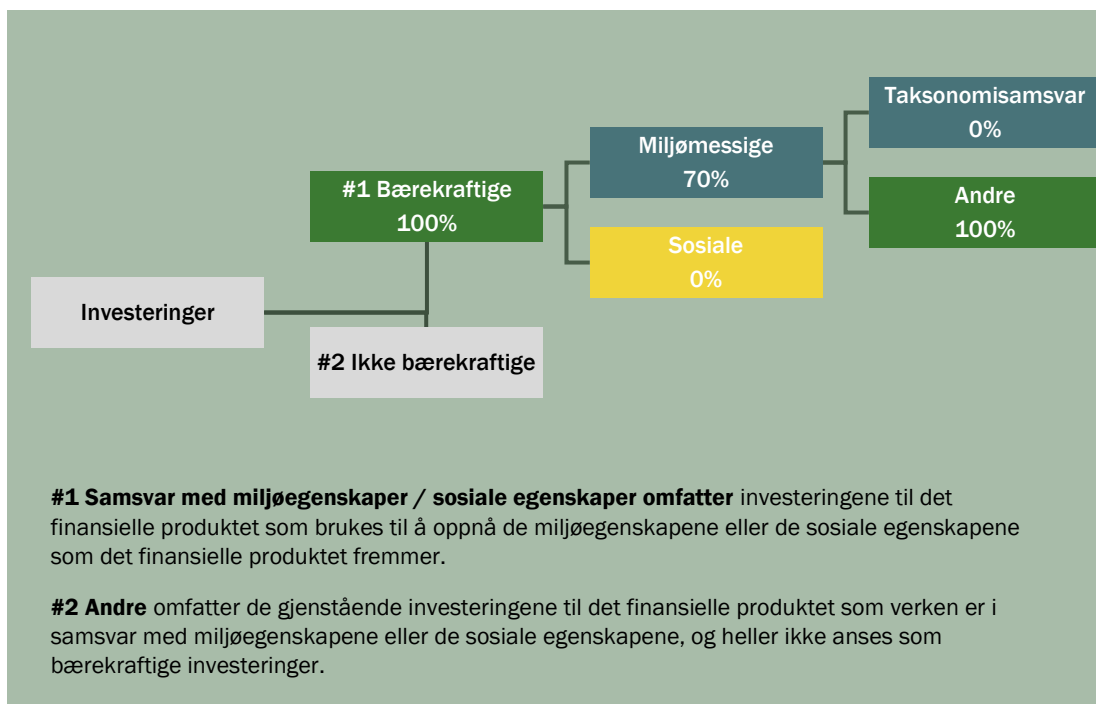 Taksonomisamsvar
0%
Miljømessige
70%
#1 Bærekraftige
100%
Andre
100%
Sosiale
0%
Investeringer
#2 Ikke bærekraftige
#1 Samsvar med miljøegenskaper / sosiale egenskaper omfatter investeringene til det
finansielle produktet som brukes til å oppnå de miljøegenskapene eller de sosiale egenskapene
som det finansielle produktet fremmer.
#2 Andre omfatter de gjenstående investeringene til det finansielle produktet som verken er i
samsvar med miljøegenskapene eller de sosiale egenskapene, og heller ikke anses som
bærekraftige investeringer.